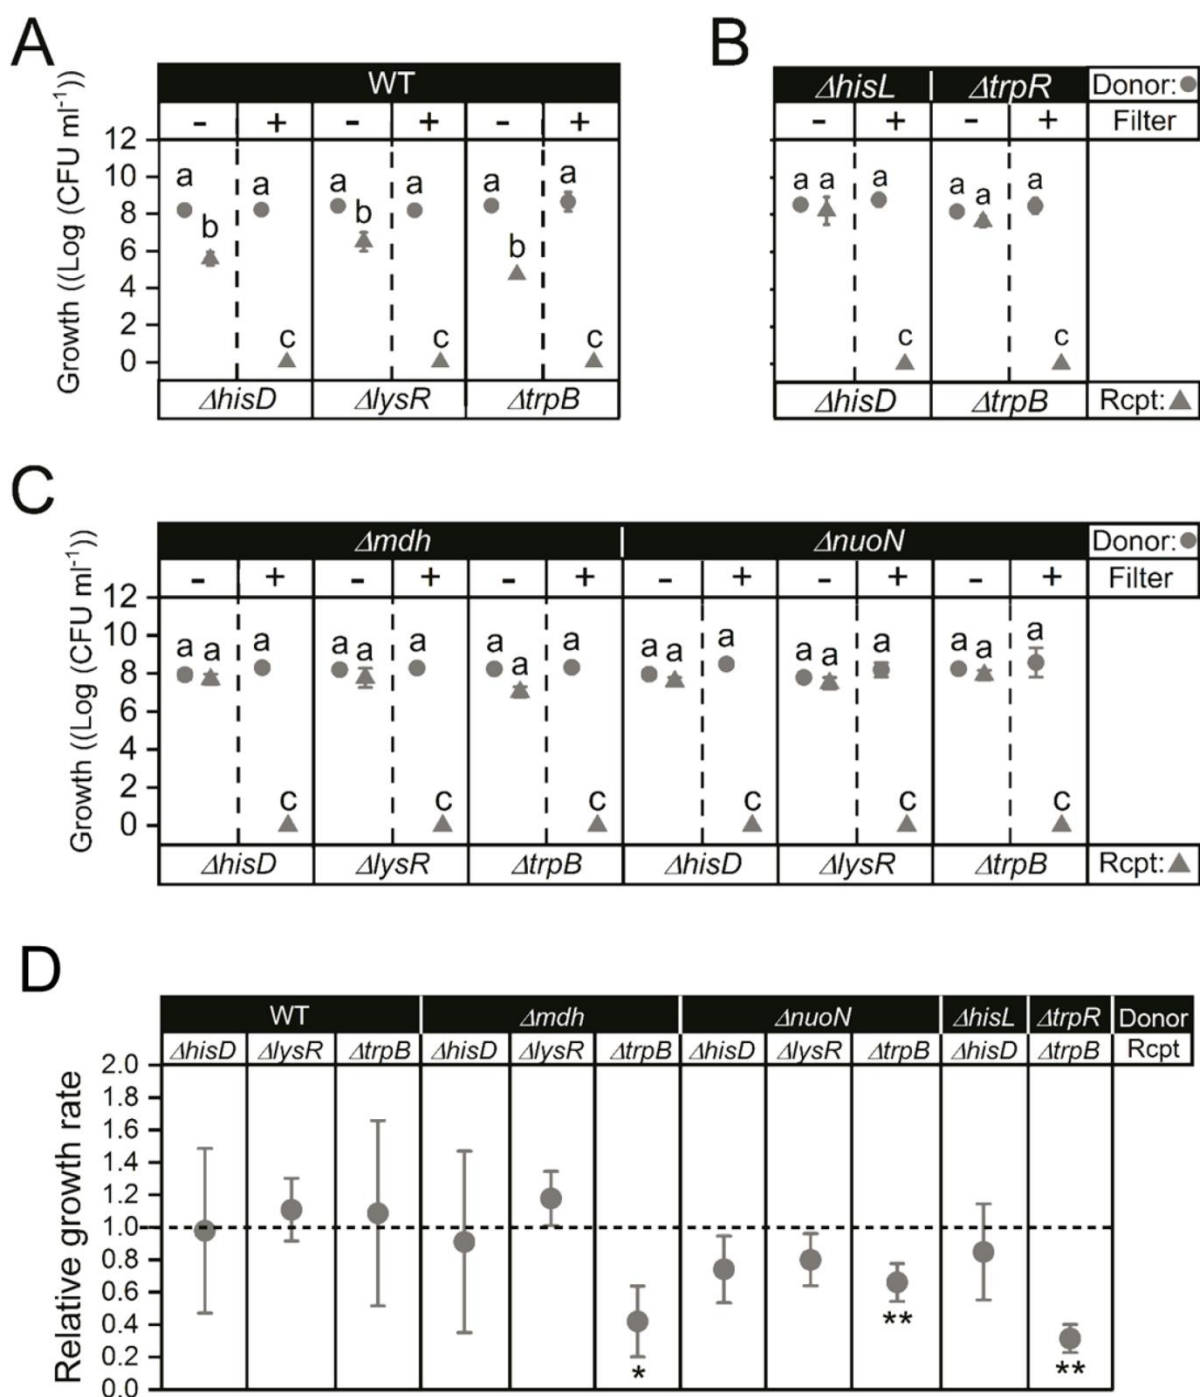 A
WT
- + - + - +
Growth ((Log (CFU ml⁻¹))
12
10
8
6
4
2
0
a a a a a a
b b b
c c c
ΔhisD ΔlysR ΔtrpB
B
ΔhisL ΔtrpR Donor:
- + - + Filter
a a a a a a
c c
ΔhisD ΔtrpB Rcpt:
C
Δmdh ΔnuoN Donor:
- + - + - + - + - + - + Filter
Growth ((Log (CFU ml⁻¹))
12
10
8
6
4
2
0
a a a a a a a a a a a a a a a a a a
c c c c c c
ΔhisD ΔlysR ΔtrpB ΔhisD ΔlysR ΔtrpB Rcpt:
D
WT Δmdh ΔnuoN ΔhisL ΔtrpR Donor
ΔhisD ΔlysR ΔtrpB ΔhisD ΔlysR ΔtrpB ΔhisD ΔlysR ΔtrpB ΔhisD ΔtrpB Rcpt
Relative growth rate
2.0
1.8
1.6
1.4
1.2
1.0
0.8
0.6
0.4
0.2
0.0
* ** **